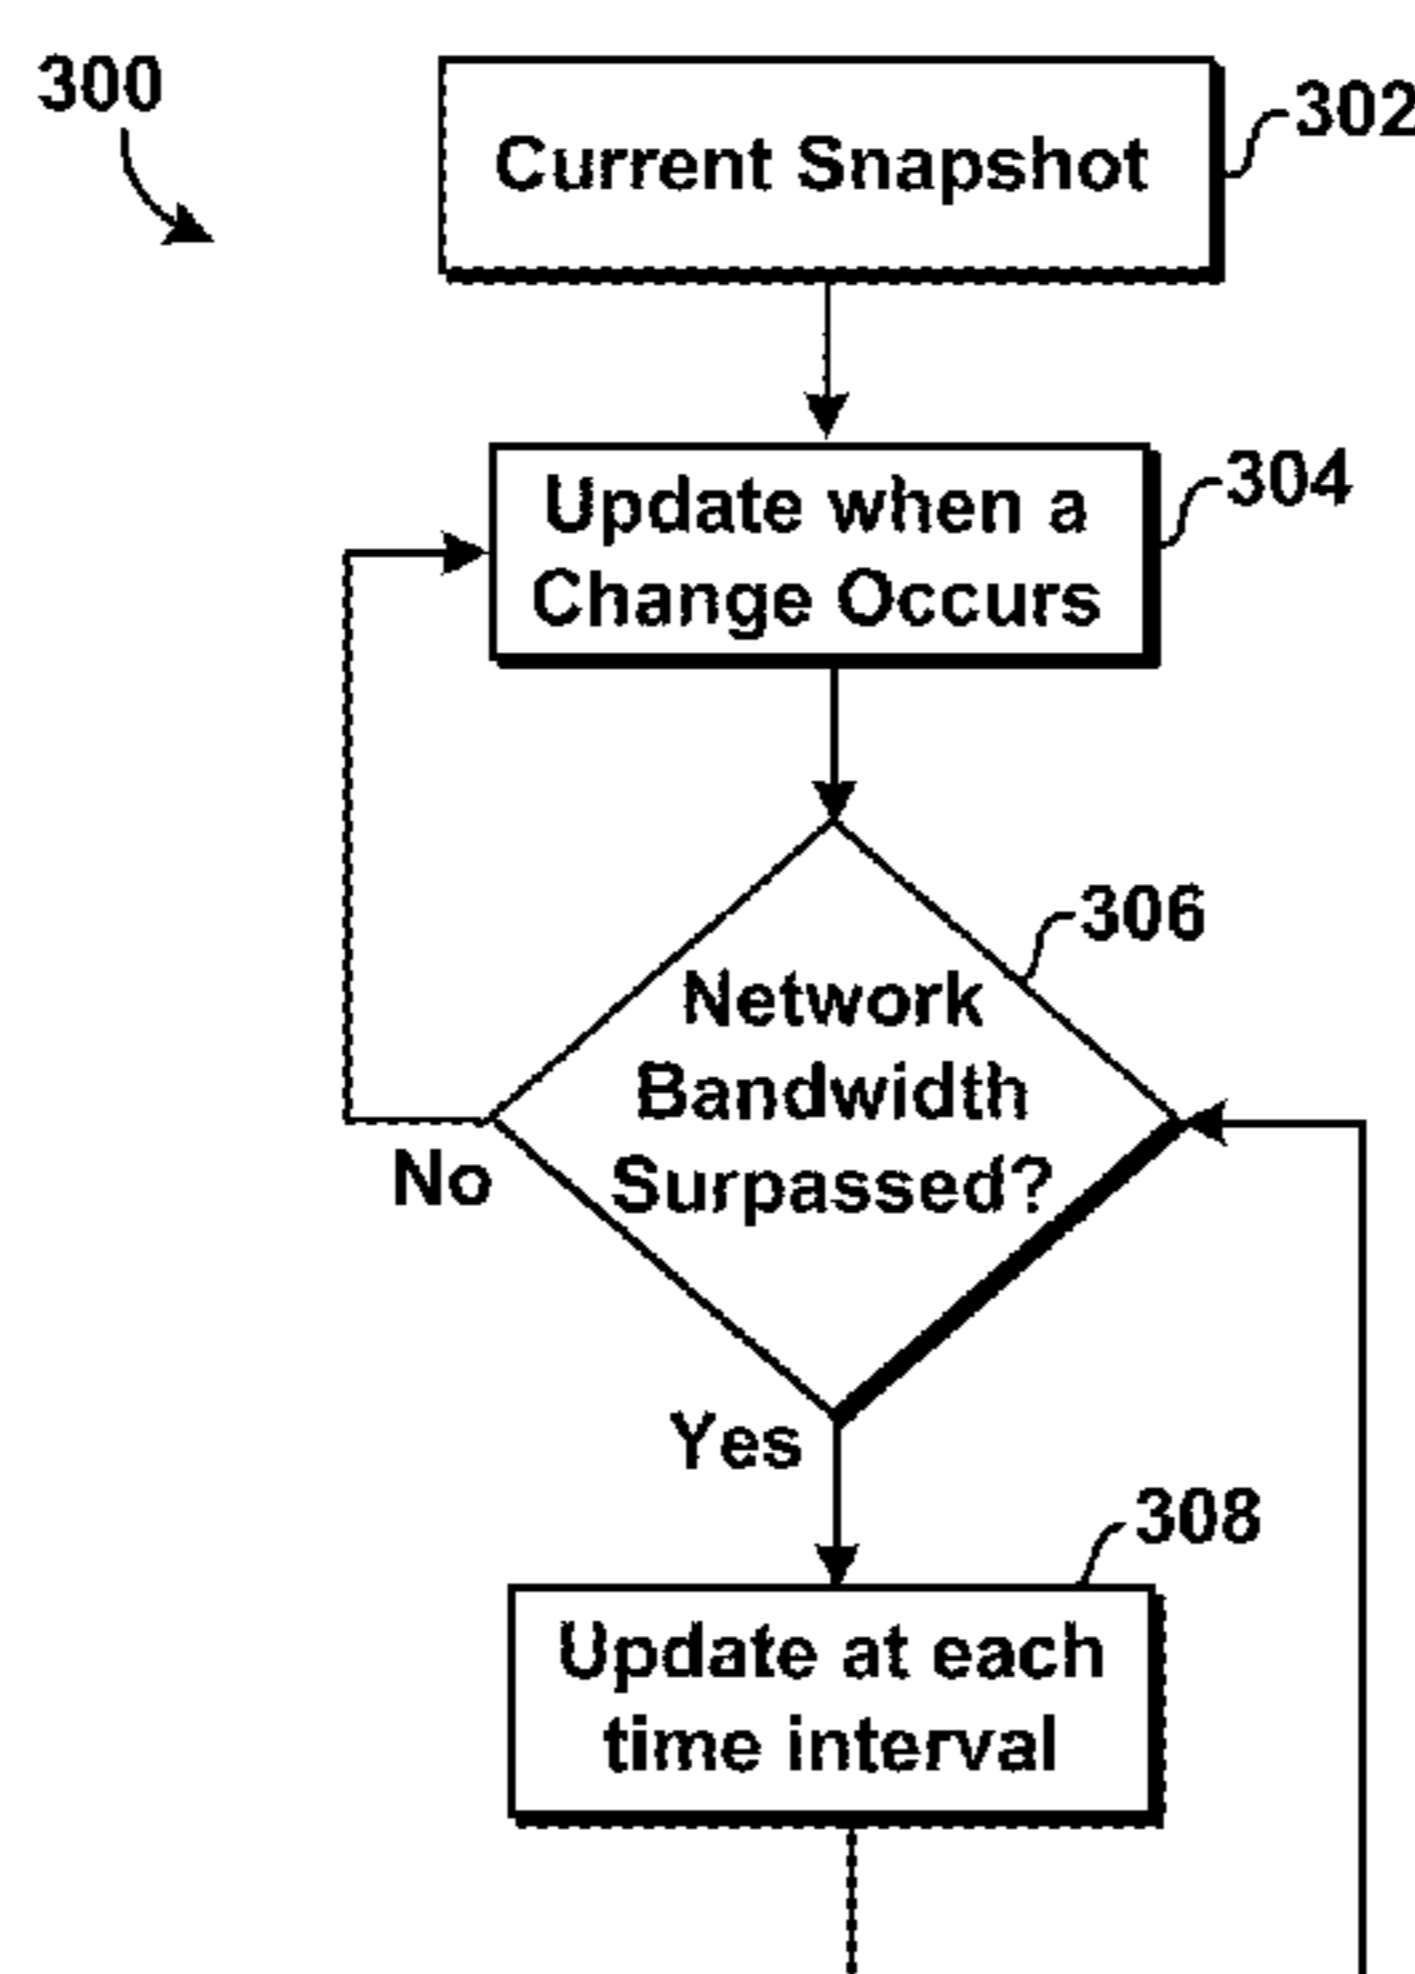 300
302
Current Snapshot
304
Update when a
Change Occurs
306
Network
Bandwidth
Surpassed?
No
Yes
308
Update at each
time interval